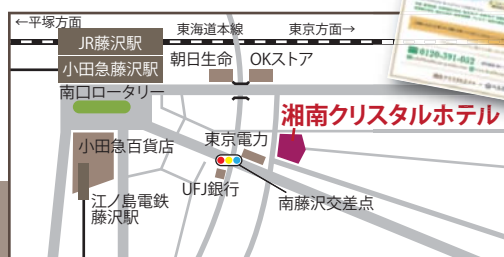 ←平塚方面
東海道本線
東京方面→
JR藤沢駅
小田急藤沢駅
朝日生命
OKストア
南口ロータリー
0120-391-052
湘南クリスタルホテル
小田急百貨店
東京電力
UFJ銀行
南藤沢交差点
江ノ島電鉄
藤沢駅